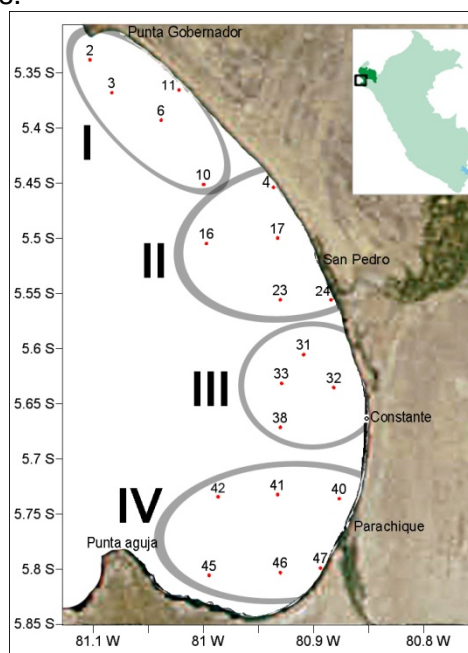 Punta Gobernador
2
5.35 S
3
11
6
5.4 S
I
10
5.45 S
4
16
17
5.5 S
II
San Pedro
23
24
5.55 S
5.6 S
31
33
32
III
5.65 S
Constante
38
5.7 S
42
41
40
IV
5.75 S
Parachique
Punta aguja
45
46
47
5.8 S
5.85 S
81.1 W
81 W
80.9 W
80.8 W